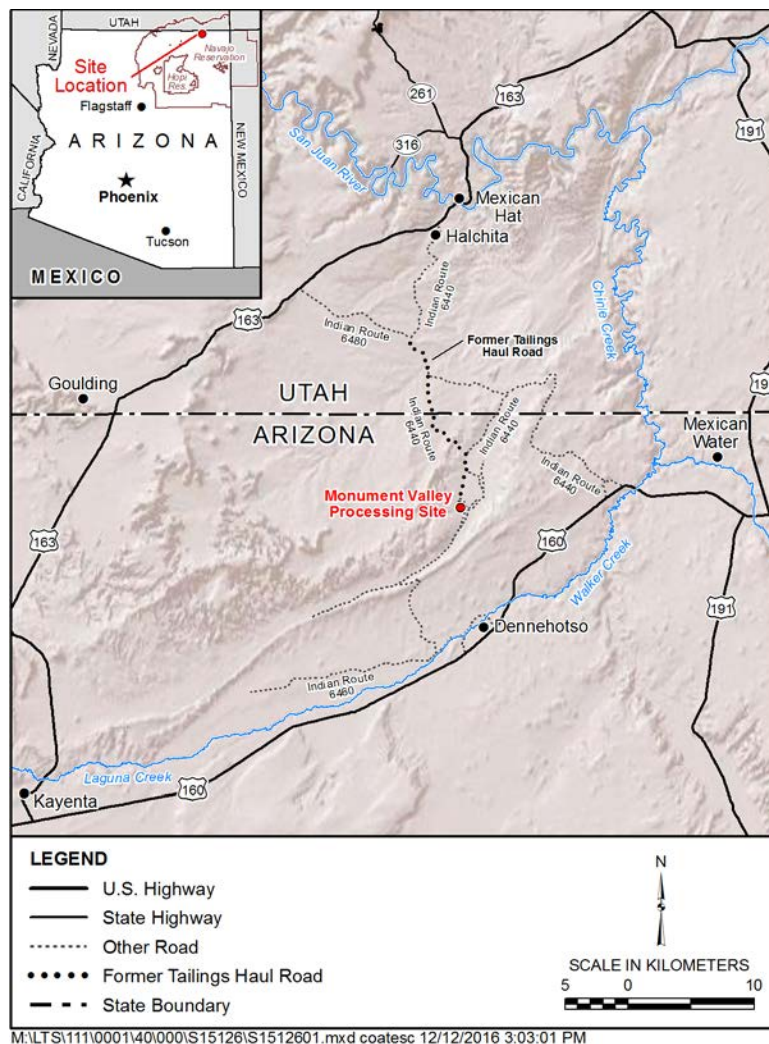 UTAH
NEVADA
Navajo
Reservation
Site
Location
Hopi
Res.
Flagstaff
ARIZONA
CALIFORNIA
NEW MEXICO
Phoenix
Tucson
MEXICO
261
163
191
316
San Juan River
Mexican
Hat
Halchita
Indian Route
6440
Chinle Creek
163
Indian Route
6480
Former Tailings
Haul Road
Goulding
UTAH
19
ARIZONA
Indian Route
6440
Indian Route
6440
Mexican
Water
Indian Route
6440
Monument Valley
Processing Site
163
160
Walker Creek
191
Dennehotso
Indian Route
6460
Laguna Creek
160
Kayenta
LEGEND
U.S. Highway
State Highway
Other Road
Former Tailings Haul Road
State Boundary
N
SCALE IN KILOMETERS
5 0 10
M:\LTS\111\0001\40\000\S15126\S1512601.mxd coatesc 12/12/2016 3:03:01 PM